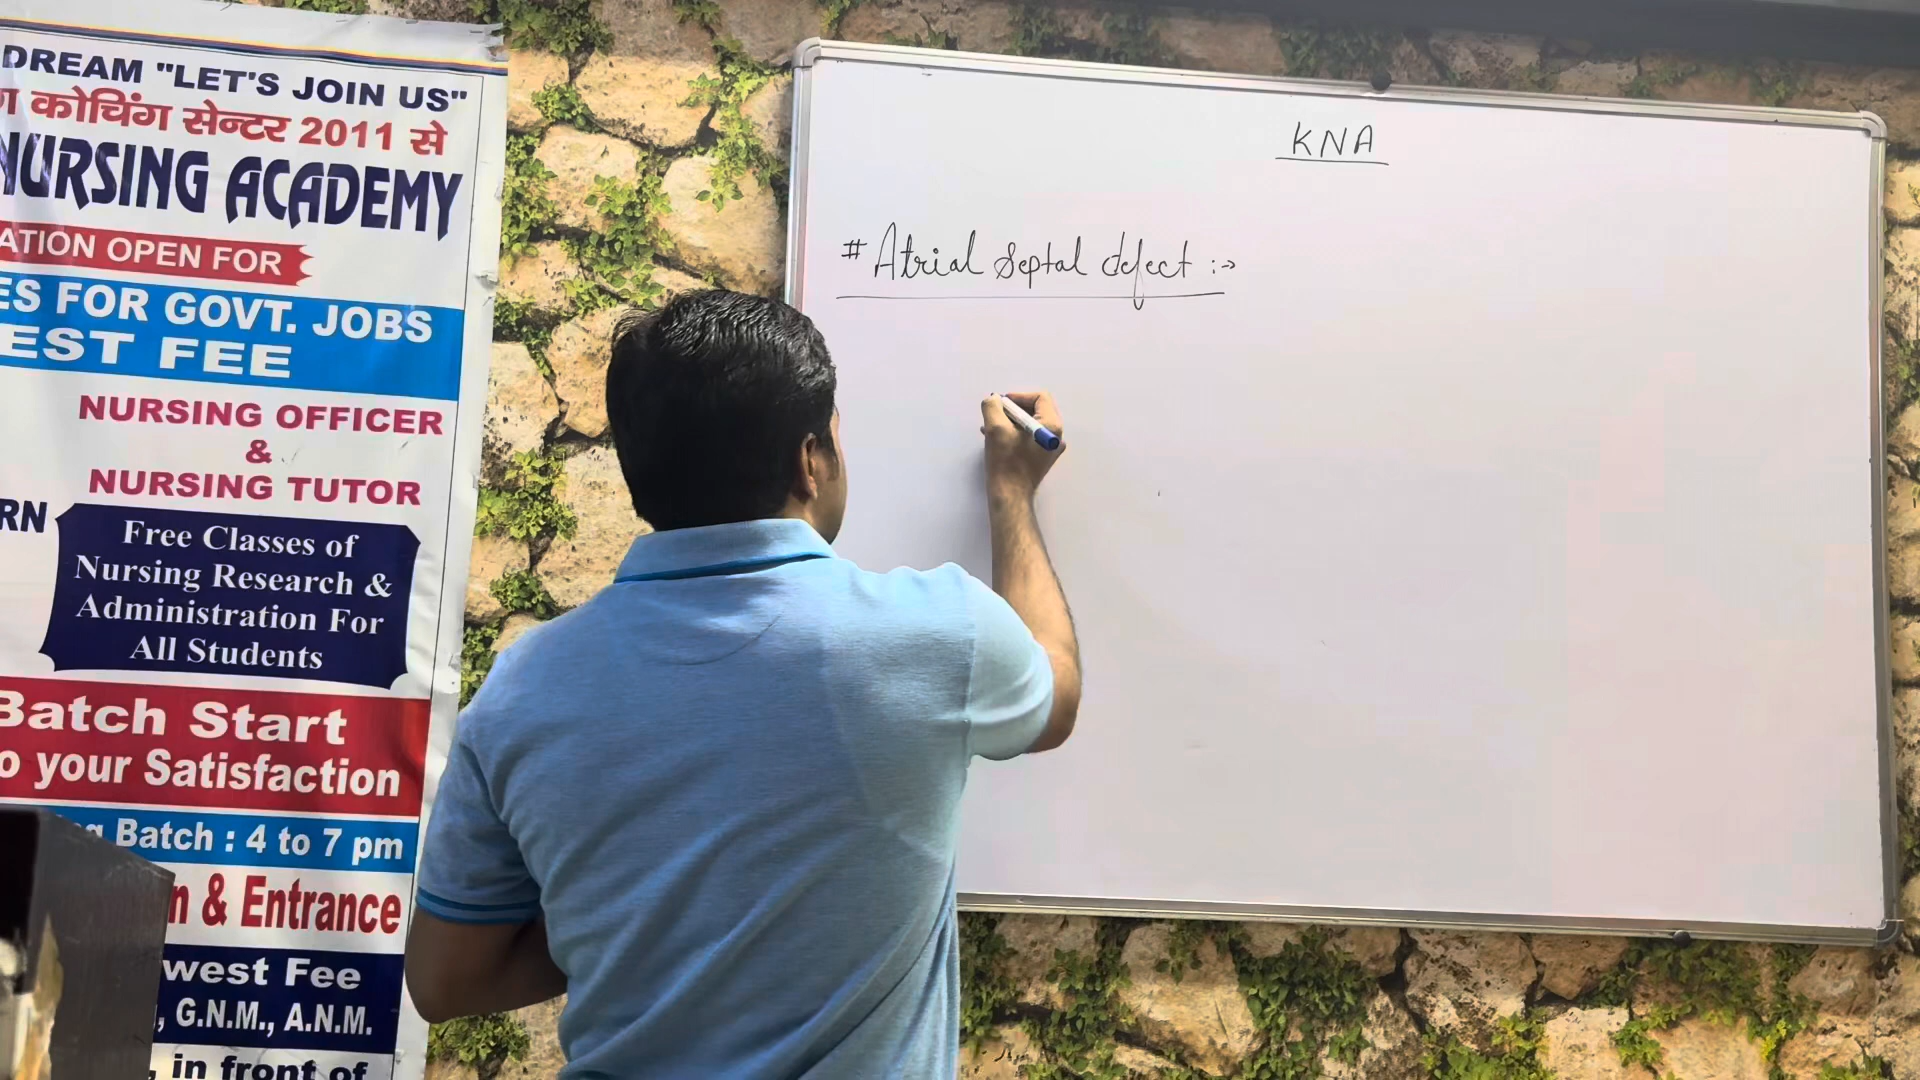 DREAM "LET'S JOIN US"
कोचिंग सेन्टर 2011 से
NURSING ACADEMY
ATION OPEN FOR
ES FOR GOVT. JOBS
EST FEE
NURSING OFFICER
&
NURSING TUTOR
RN
Free Classes of
Nursing Research &
Administration For
All Students
Batch Start
o your Satisfaction
Batch : 4 to 7 pm
n & Entrance
west Fee
, G.N.M., A.N.M.
, in front of
KNA
# Atrial septal defect :→